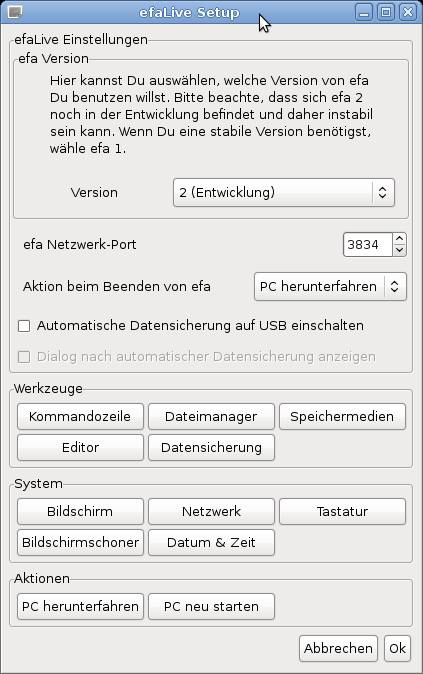 efaLive Setup
efaLive Einstellungen
efa Version
Hier kannst Du auswählen, welche Version von efa
Du benutzen willst. Bitte beachte, dass sich efa 2
noch in der Entwicklung befindet und daher instabil
sein kann. Wenn Du eine stabile Version benötigst,
wähle efa 1.
Version 2 (Entwicklung)
efa Netzwerk-Port 3834
Aktion beim Beenden von efa PC herunterfahren
Automatische Datensicherung auf USB einschalten
Dialog nach automatischer Datensicherung anzeigen
Werkzeuge
Kommandozeile Dateimanager Speichermedien
Editor Datensicherung
System
Bildschirm Netzwerk Tastatur
Bildschirmschoner Datum & Zeit
Aktionen
PC herunterfahren PC neu starten
Abbrechen Ok